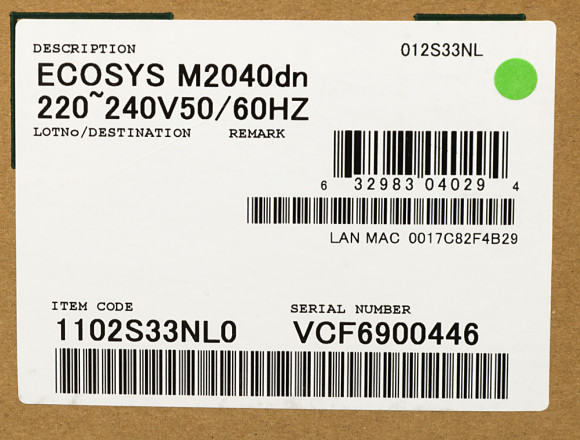 DESCRIPTION 012S33NL
ECOSYS M2040dn
220~240V50/60HZ
LOTNo/DESTINATION REMARK
6 32983 04029 4
LAN MAC 0017C82F4B29
ITEM CODE SERIAL NUMBER
1102S33NL0 VCF6900446